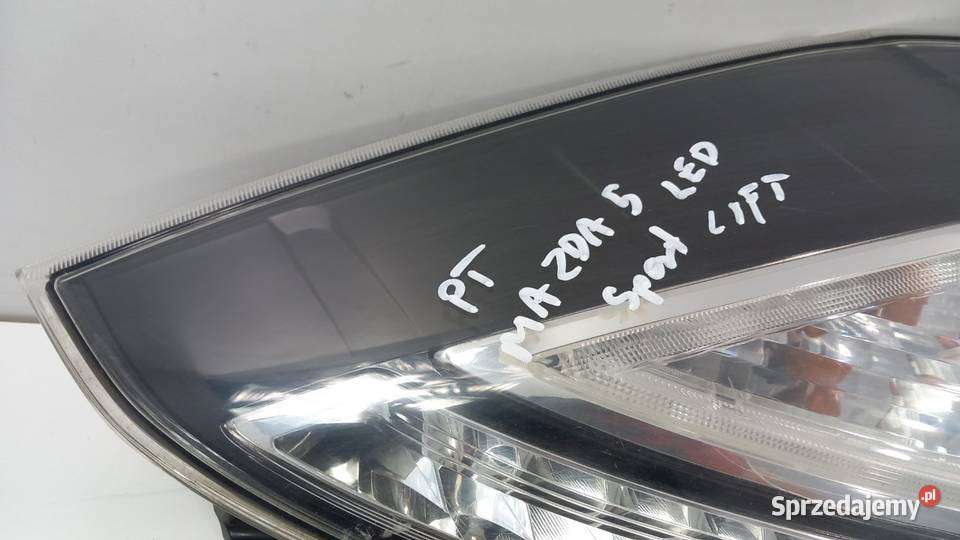 PT
MAZDA 5 LED
Sport LIFT
Sprzedajemy.pl